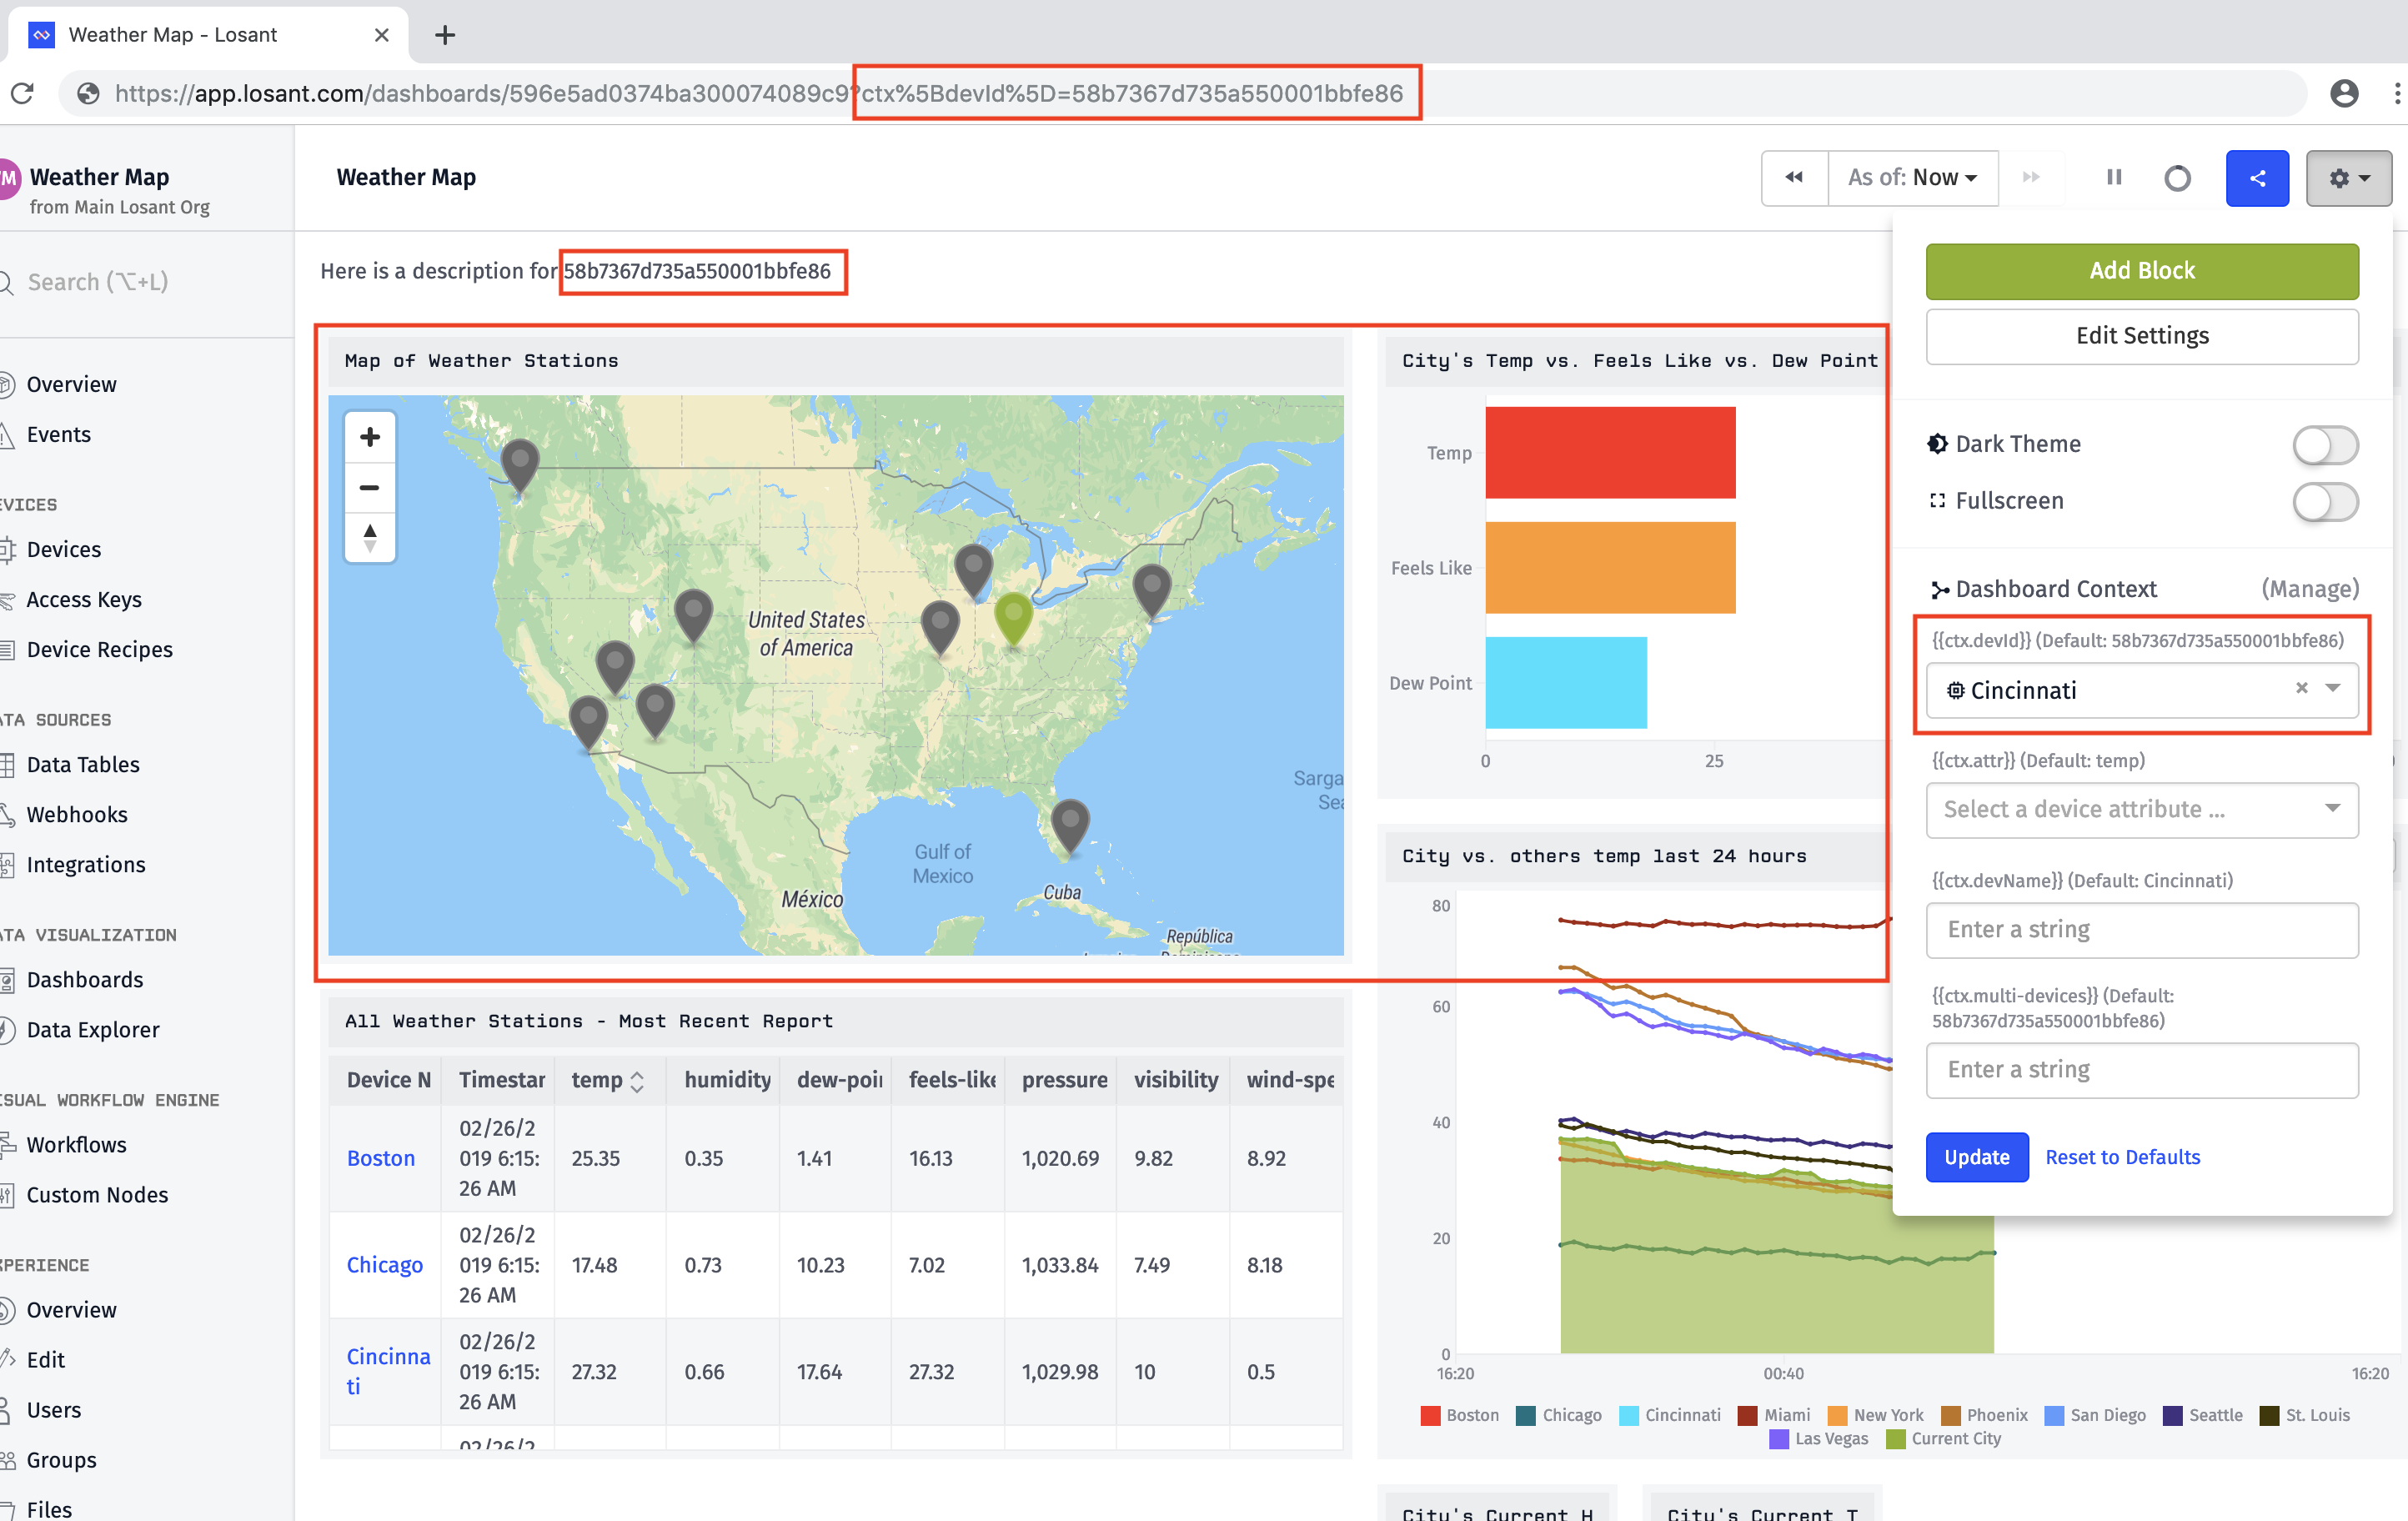 Weather Map - Losant
https://app.losant.com/dashboards/596e5ad0374ba300074089c9?ctx%5BdevId%5D=58b7367d735a550001bbfe86
Weather Map
from Main Losant Org
Search (⌥+L)
Overview
Events
EVICES
Devices
Access Keys
Device Recipes
ATA SOURCES
Data Tables
Webhooks
Integrations
ATA VISUALIZATION
Dashboards
Data Explorer
ISUAL WORKFLOW ENGINE
Workflows
Custom Nodes
XPERIENCE
Overview
Edit
Users
Groups
Files
Weather Map
As of: Now
Here is a description for 58b7367d735a550001bbfe86
Map of Weather Stations
United States
of America
Sarga
Sea
Gulf of
Mexico
México
Cuba
República
City's Temp vs. Feels Like vs. Dew Point
Temp
Feels Like
Dew Point
0 25
All Weather Stations - Most Recent Report
Device N Timestar temp humidity dew-poi feels-like pressure visibility wind-spe
Boston 02/26/2019 6:15:26 AM 25.35 0.35 1.41 16.13 1,020.69 9.82 8.92
Chicago 02/26/2019 6:15:26 AM 17.48 0.73 10.23 7.02 1,033.84 7.49 8.18
Cincinnati 02/26/2019 6:15:26 AM 27.32 0.66 17.64 27.32 1,029.98 10 0.5
02/26/2
City vs. others temp last 24 hours
80
60
40
20
0
16:20 00:40 16:20
Boston Chicago Cincinnati Miami New York Phoenix San Diego Seattle St. Louis
Las Vegas Current City
City's Current H
City's Current T
Add Block
Edit Settings
Dark Theme
Fullscreen
Dashboard Context (Manage)
{{ctx.devId}} (Default: 58b7367d735a550001bbfe86)
Cincinnati
{{ctx.attr}} (Default: temp)
Select a device attribute ...
{{ctx.devName}} (Default: Cincinnati)
Enter a string
{{ctx.multi-devices}} (Default:
58b7367d735a550001bbfe86)
Enter a string
Update Reset to Defaults